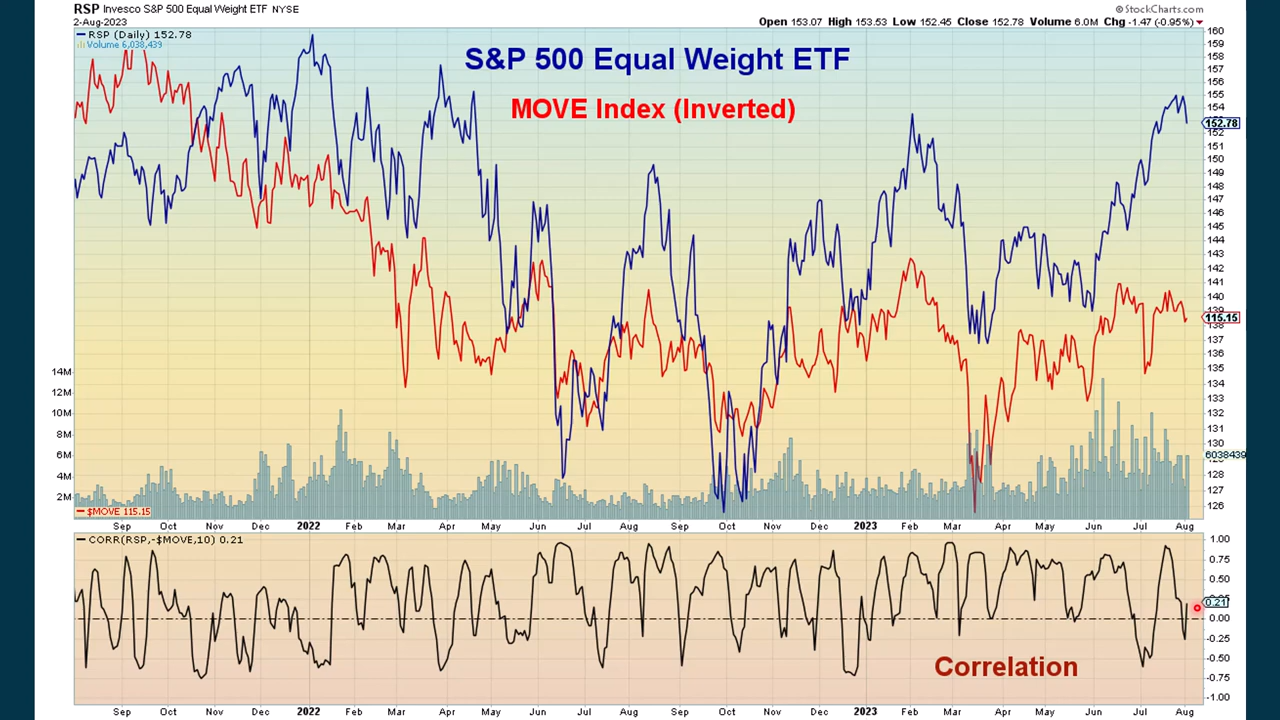 RSP Invesco S&P 500 Equal Weight ETF NYSE
© StockCharts.com
2-Aug-2023
Open 153.07 High 153.53 Low 152.45 Close 152.78 Volume 6.0M Chg -1.47 (-0.95%)
RSP (Daily) 152.78
Volume 6,038,439
S&P 500 Equal Weight ETF
MOVE Index (Inverted)
160
159
158
157
156
155
154
152.78
152
151
150
149
148
147
146
145
144
143
142
141
140
115.15
138
137
136
135
134
133
132
131
130
6038439
128
127
126
14M
12M
10M
8M
6M
4M
2M
$MOVE 115.15
Sep Oct Nov Dec 2022 Feb Mar Apr May Jun Jul Aug Sep Oct Nov Dec 2023 Feb Mar Apr May Jun Jul Aug
CORR(RSP,-$MOVE,10) 0.21
1.00
0.75
0.50
0.21
0.00
-0.25
-0.50
-0.75
-1.00
Correlation
Sep Oct Nov Dec 2022 Feb Mar Apr May Jun Jul Aug Sep Oct Nov Dec 2023 Feb Mar Apr May Jun Jul Aug